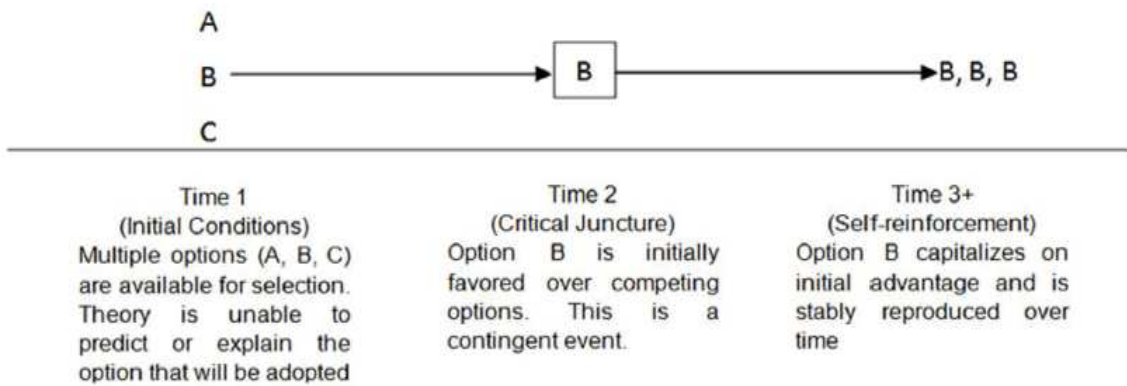 A
B
B
B, B, B
C
Time 1
(Initial Conditions)
Multiple options (A, B, C)
are available for selection.
Theory is unable to
predict or explain the
option that will be adopted
Time 2
(Critical Juncture)
Option B is initially
favored over competing
options. This is a
contingent event.
Time 3+
(Self-reinforcement)
Option B capitalizes on
initial advantage and is
stably reproduced over
time